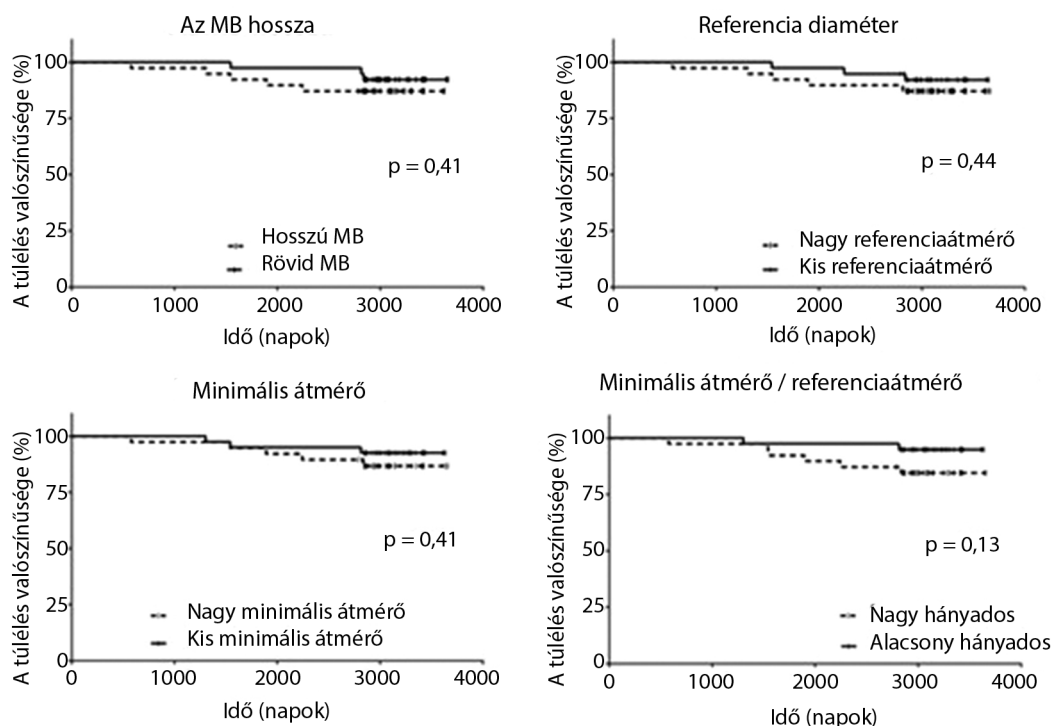 Az MB hossza
A túlélés valószínűsége (%)
100
75
50
25
0
p = 0,41
Hosszú MB
Rövid MB
0 1000 2000 3000 4000
Idő (napok)
Referencia diaméter
A túlélés valószínűsége (%)
100
75
50
25
0
p = 0,44
Nagy referenciaátmérő
Kis referenciaátmérő
0 1000 2000 3000 4000
Idő (napok)
Minimális átmérő
A túlélés valószínűsége (%)
100
75
50
25
0
p = 0,41
Nagy minimális átmérő
Kis minimális átmérő
0 1000 2000 3000 4000
Idő (napok)
Minimális átmérő / referenciaátmérő
A túlélés valószínűsége (%)
100
75
50
25
0
p = 0,13
Nagy hányados
Alacsony hányados
0 1000 2000 3000 4000
Idő (napok)